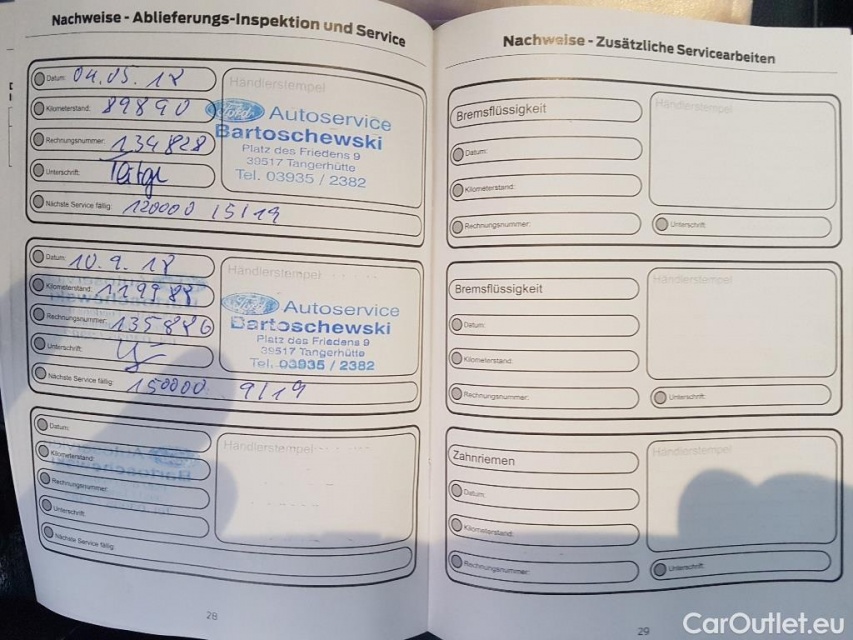 Nachweise - Ablieferungs-Inspektion und Service
Datum: 04.05.18
Kilometerstand: 89890
Rechnungsnummer: 134828
Unterschrift:
Nächste Service fällig: 120000 15/19
Händlerstempel
Ford Autoservice
Bartoschewski
Platz des Friedens 9
39517 Tangerhütte
Tel. 03935 / 2382
Datum: 10.9.18
Kilometerstand: 119988
Rechnungsnummer: 135886
Unterschrift:
Nächste Service fällig: 150000 9/19
Händlerstempel
Ford Autoservice
Bartoschewski
Platz des Friedens 9
39517 Tangerhütte
Tel. 03935 / 2382
Datum:
Kilometerstand:
Rechnungsnummer:
Unterschrift:
Nächste Service fällig:
Händlerstempel
28
Nachweise - Zusätzliche Servicearbeiten
Bremsflüssigkeit
Datum:
Kilometerstand:
Rechnungsnummer:
Händlerstempel
Unterschrift:
Bremsflüssigkeit
Datum:
Kilometerstand:
Rechnungsnummer:
Händlerstempel
Unterschrift:
Zahnriemen
Datum:
Kilometerstand:
Rechnungsnummer:
Händlerstempel
Unterschrift:
29
CarOutlet.eu